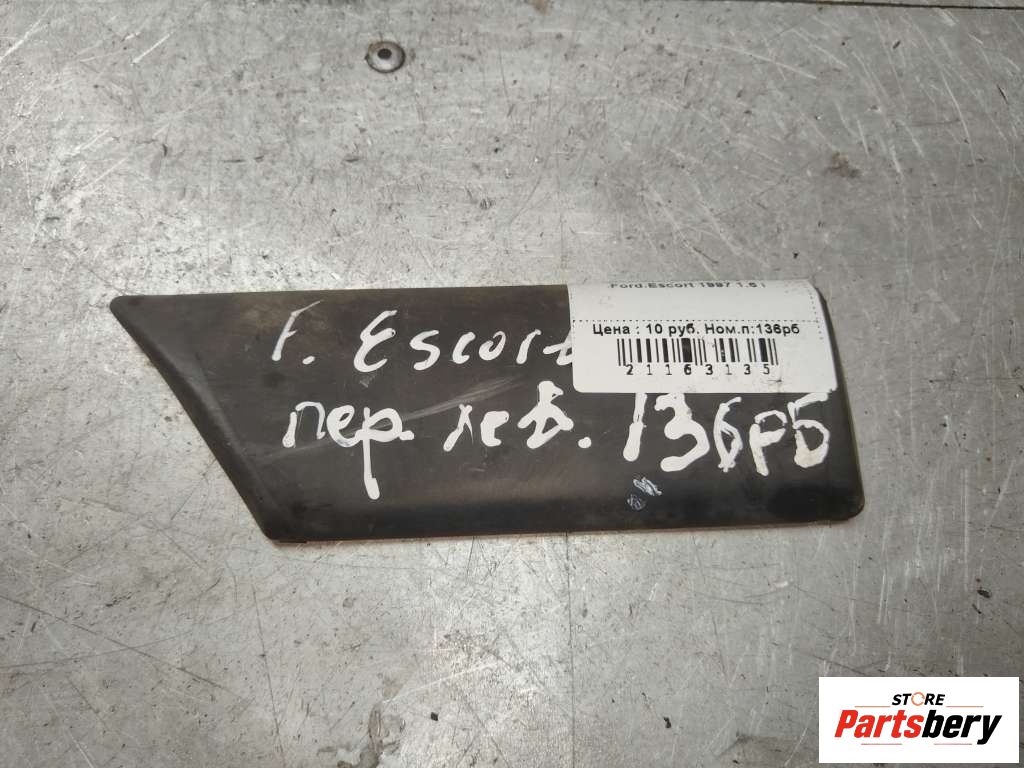 Ford.Escort 1997 1.6 i
Цена : 10 руб. Ном.п:136рб
21163135
F. Escort
пер. лев. 136РБ
STORE
Partsbery